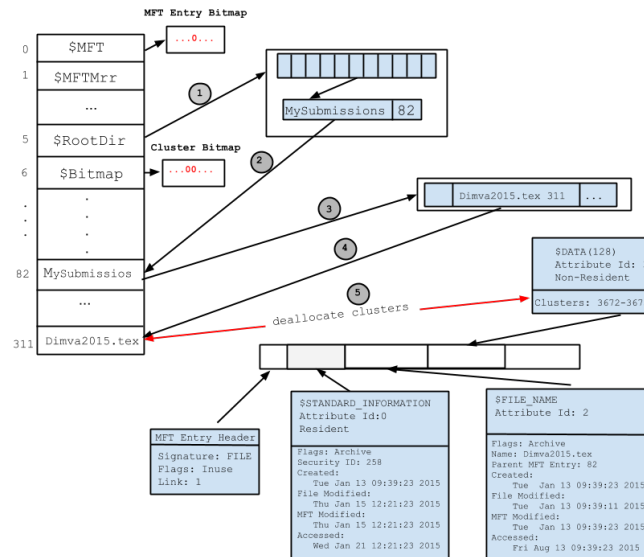 MFT Entry Bitmap
...0...
0
$MFT
1
$MFTMrr
...
1
5
$RootDir
MySubmissions 82
Cluster Bitmap
...00...
2
6
$Bitmap
3
Dimva2015.tex 311 ...
4
82
MySubmissios
...
5
deallocate clusters
311
Dimva2015.tex
$DATA(128)
Attribute Id:
Non-Resident
Clusters: 3672-367
MFT Entry Header
Signature: FILE
Flags: Inuse
Link: 1
$STANDARD_INFORMATION
Attribute Id:0
Resident
Flags: Archive
Security ID: 258
Created:
Tue Jan 13 09:39:23 2015
File Modified:
Thu Jan 15 12:21:23 2015
MFT Modified:
Thu Jan 15 12:21:23 2015
Accessed:
Wed Jan 21 12:21:23 2015
$FILE_NAME
Attribute Id: 2
Flags: Archive
Name: Dimva2015.tex
Parent MFT Entry: 82
Created:
Tue Jan 13 09:39:23 2015
File Modified:
Tue Jan 13 09:39:11 2015
MFT Modified:
Tue Jan 13 09:39:23 2015
Accessed:
Fri Aug 13 09:39:23 2015